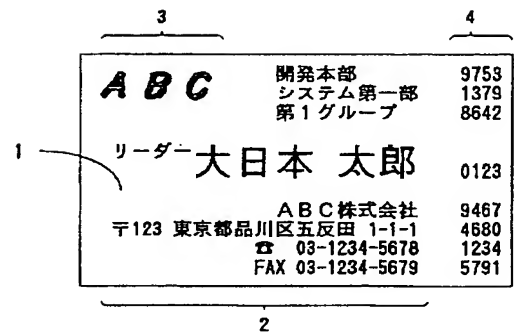 3 4
ABC 開発本部 9753
システム第一部 1379
第1グループ 8642
1 リーダー 大日本 太郎 0123
ABC株式会社 9467
〒123 東京都品川区五反田 1-1-1 4680
☎ 03-1234-5678 1234
FAX 03-1234-5679 5791
2